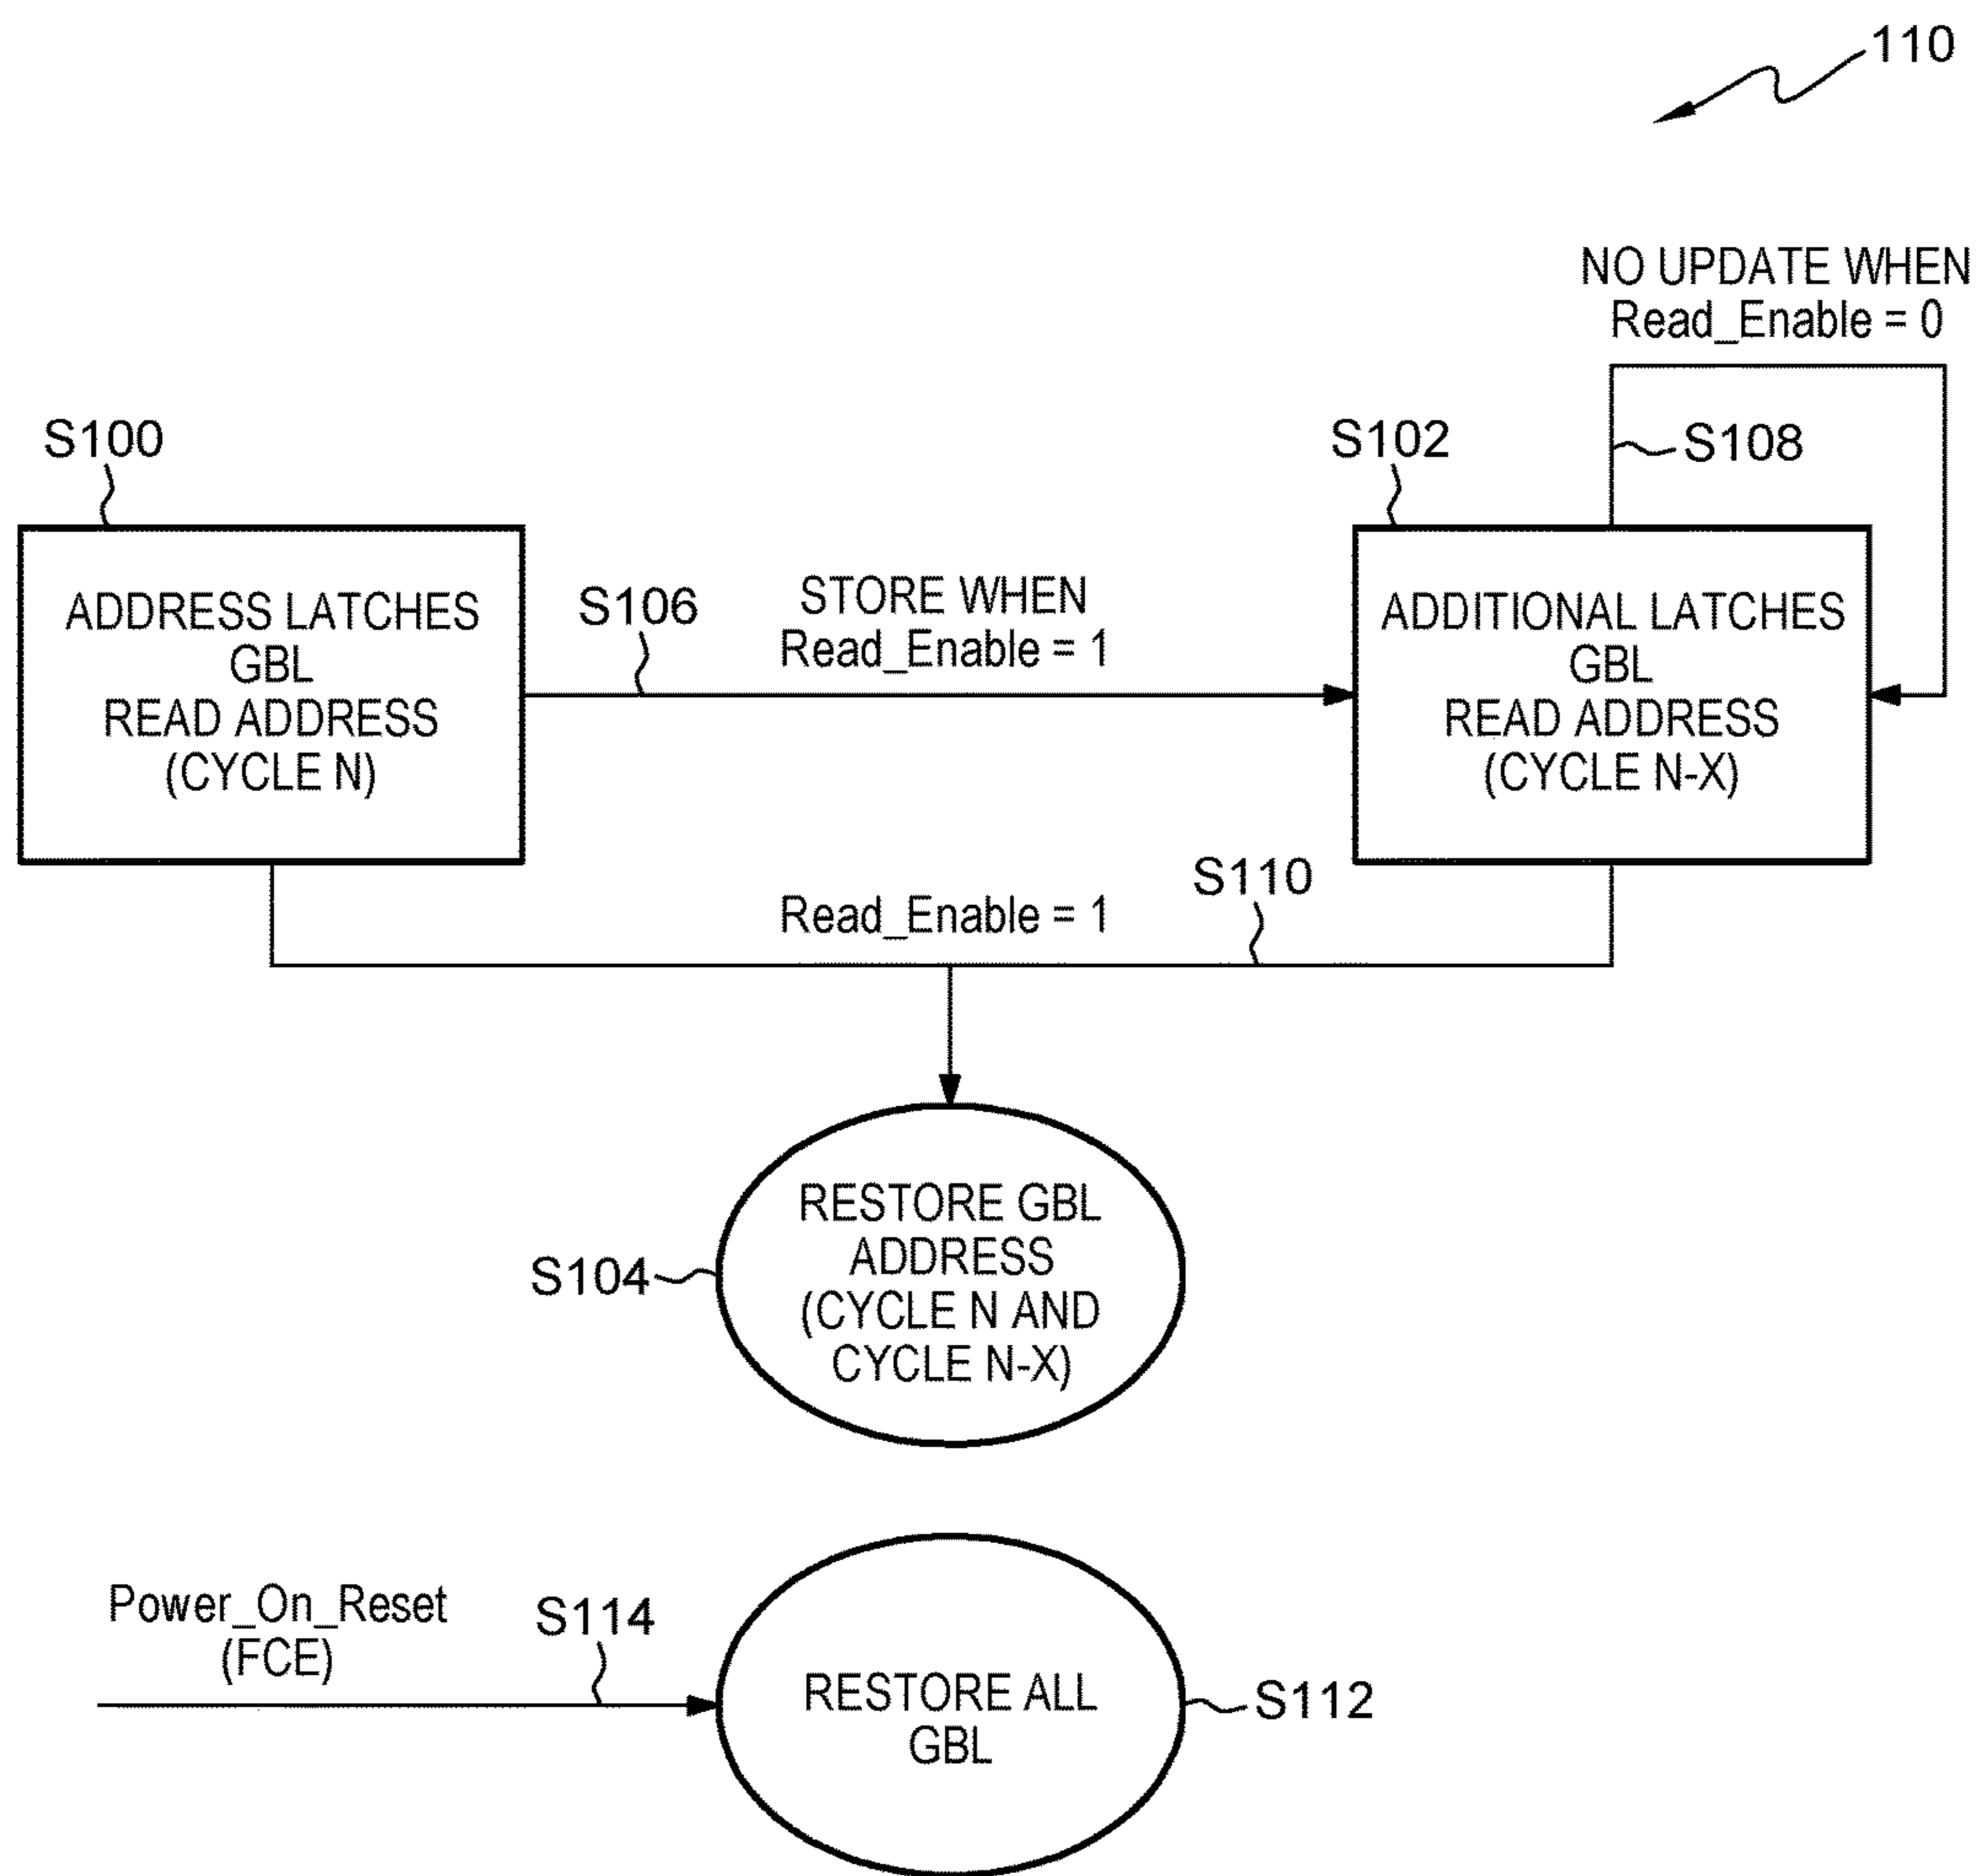 110
NO UPDATE WHEN
Read_Enable = 0
S100
S102
S108
S106
STORE WHEN
Read_Enable = 1
ADDRESS LATCHES
GBL
READ ADDRESS
(CYCLE N)
ADDITIONAL LATCHES
GBL
READ ADDRESS
(CYCLE N-X)
Read_Enable = 1
S110
RESTORE GBL
ADDRESS
(CYCLE N AND
CYCLE N-X)
S104
Power_On_Reset
(FCE)
S114
RESTORE ALL
GBL
S112